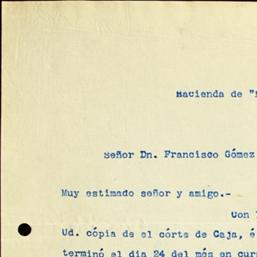 Hacienda de "
Señor Dn. Francisco Gómez
Muy estimado señor y amigo.-
Con
Ud. cópia de el córte de Caja, é
terminó el dia 24 del més en cur